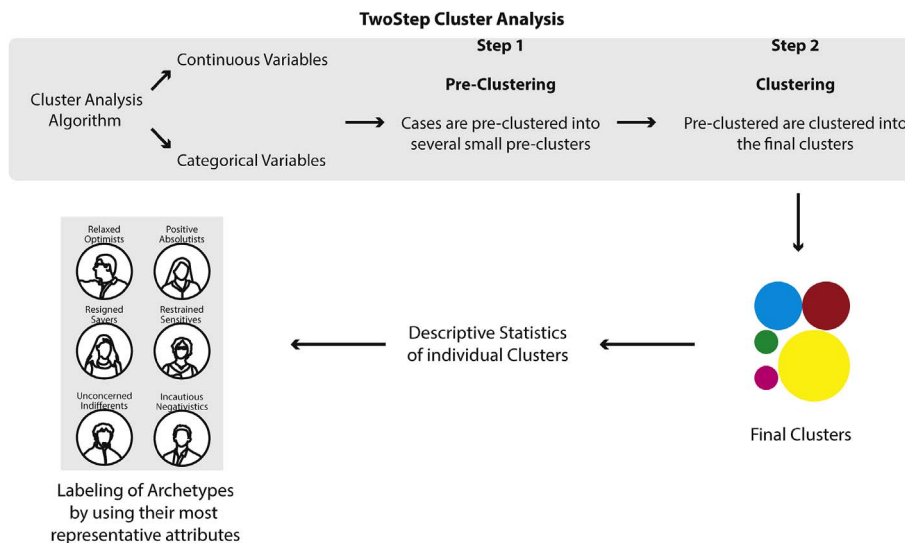 TwoStep Cluster Analysis
Cluster Analysis
Algorithm
Continuous Variables
Categorical Variables
Step 1
Pre-Clustering
Cases are pre-clustered into
several small pre-clusters
Step 2
Clustering
Pre-clustered are clustered into
the final clusters
Final Clusters
Descriptive Statistics
of individual Clusters
Relaxed
Optimists
Positive
Absolutists
Resigned
Savers
Restrained
Sensitives
Unconcerned
Indifferents
Incautious
Negativistics
Labeling of Archetypes
by using their most
representative attributes